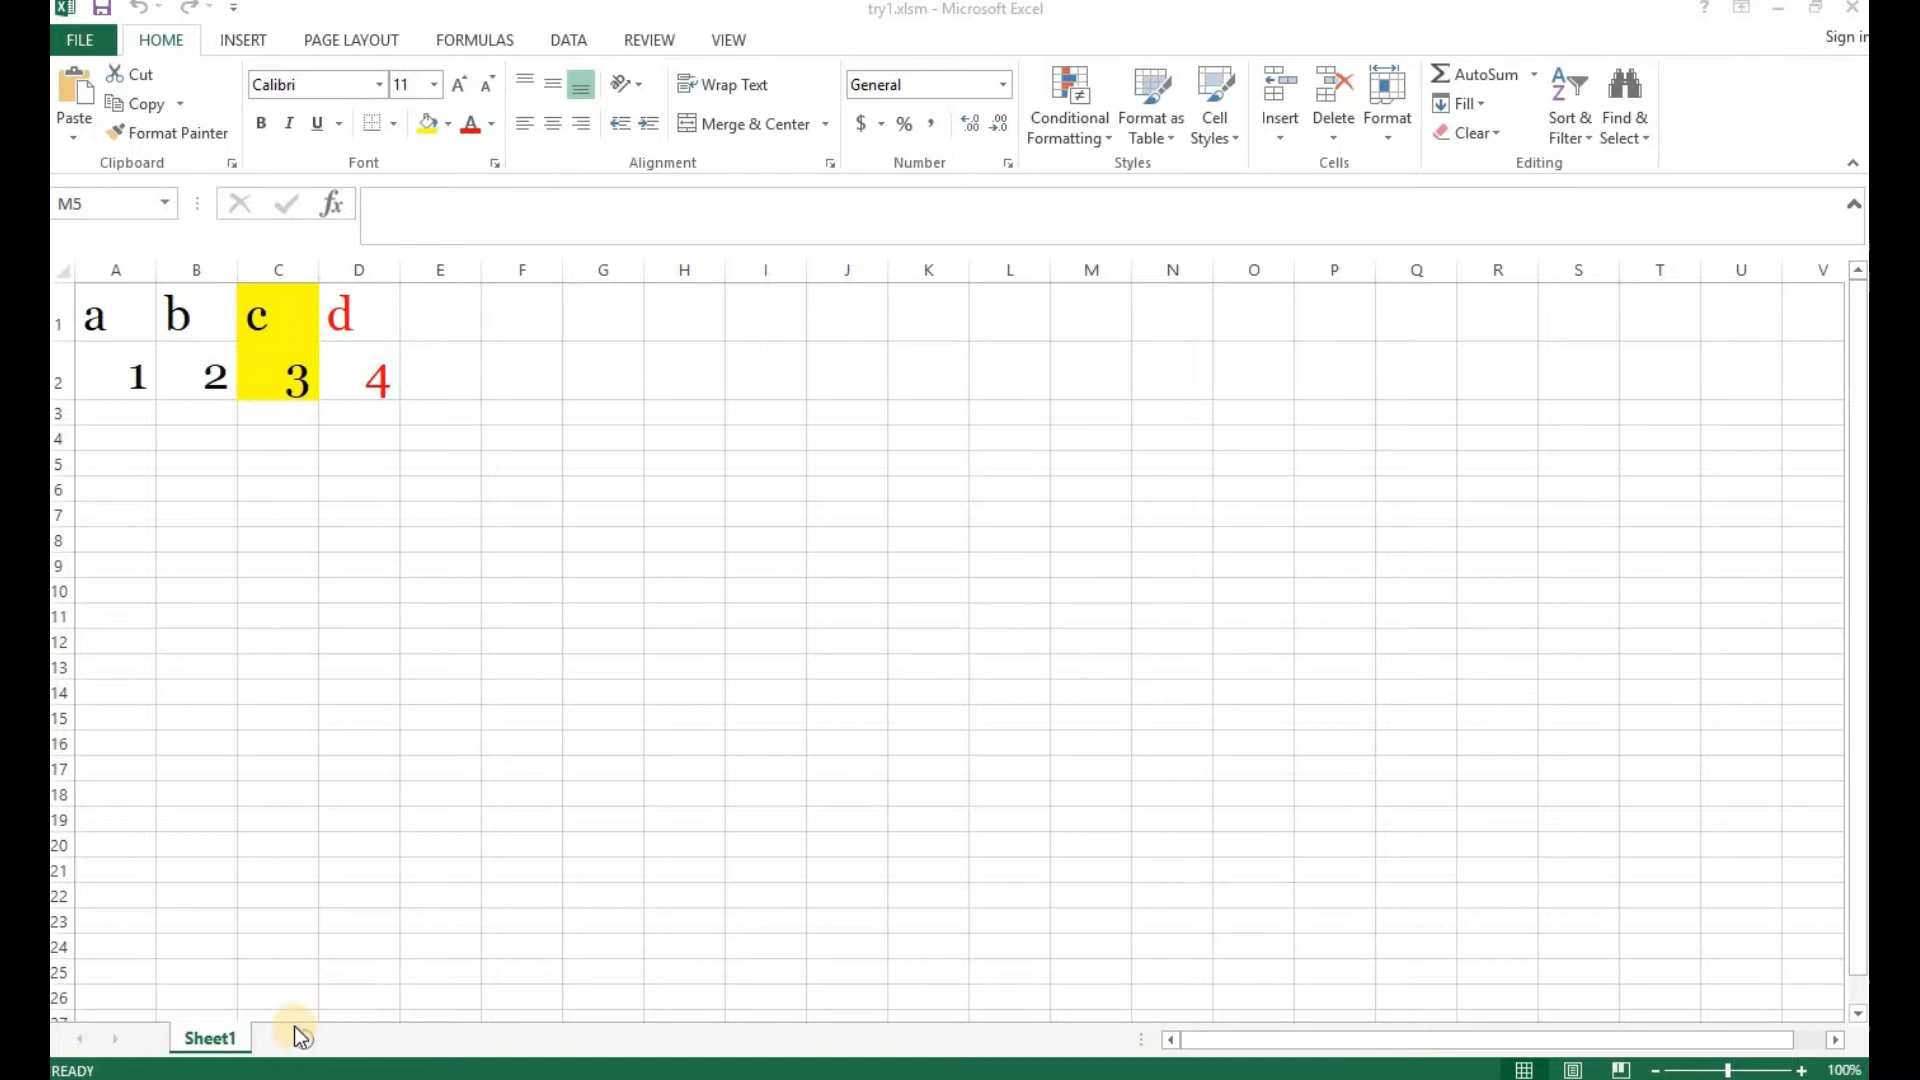 try1.xlsm - Microsoft Excel
FILE HOME INSERT PAGE LAYOUT FORMULAS DATA REVIEW VIEW
Sign in
Paste
Cut
Copy
Format Painter
Clipboard
Calibri 11
B I U
Font
Wrap Text
Merge & Center
Alignment
General
$ % ,
Number
Conditional Formatting
Format as Table
Cell Styles
Styles
Insert Delete Format
Cells
AutoSum
Fill
Clear
Sort & Filter
Find & Select
Editing
M5 fx
A B C D E F G H I J K L M N O P Q R S T U V
1 a b c d
2 1 2 3 4
3
4
5
6
7
8
9
10
11
12
13
14
15
16
17
18
19
20
21
22
23
24
25
26
27
Sheet1
READY 100%